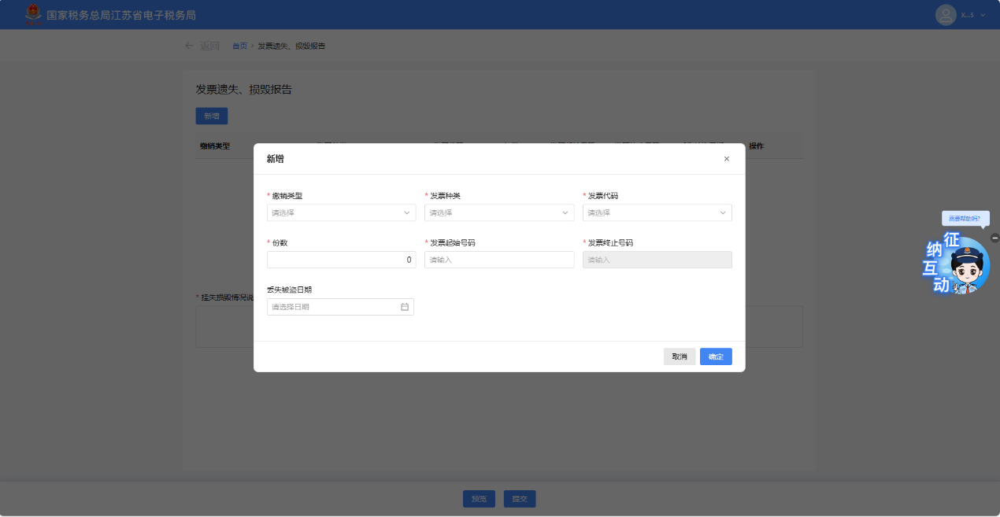 国家税务总局江苏省电子税务局
X...5
返回 首页 > 发票遗失、损毁报告
发票遗失、损毁报告
新增
缴销类型 操作
新增
* 缴销类型 * 发票种类 * 发票代码
请选择 请选择 请选择
* 份数 * 发票起始号码 * 发票终止号码
0 请输入 请输入
丢失被盗日期
请选择日期
取消 确定
* 挂失损毁情况说
需要帮助吗?
征纳互动
预览 提交